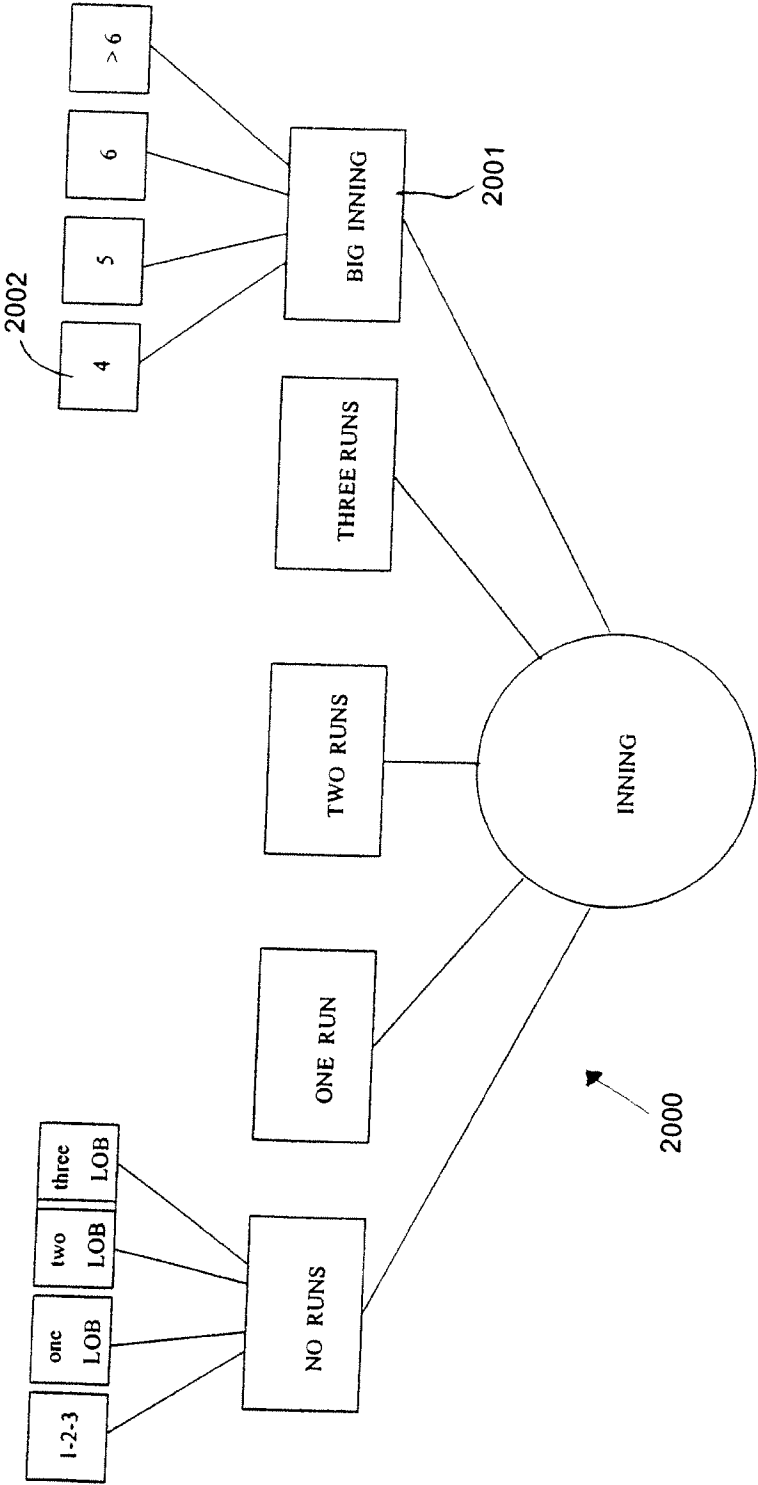 1-2-3
one
LOB
two
LOB
three
LOB
2002
4
5
6
> 6
NO RUNS
ONE RUN
TWO RUNS
THREE RUNS
BIG INNING
2001
INNING
2000